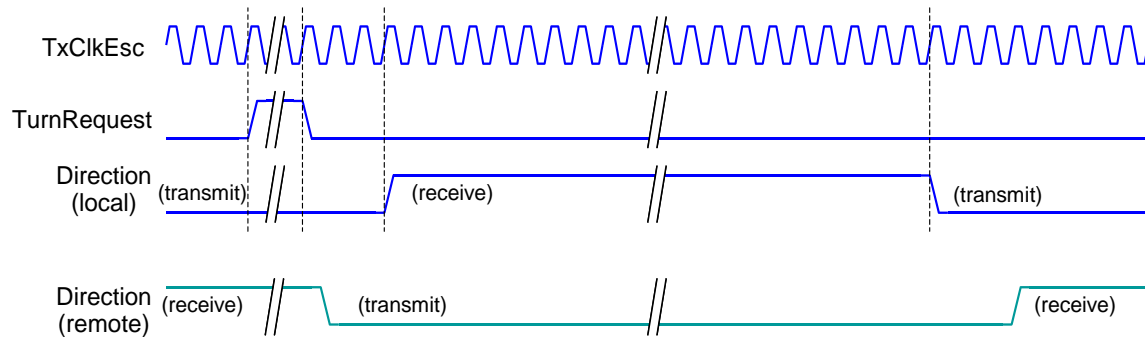 TxClkEsc
TurnRequest
Direction
(local)
(transmit)
(receive)
(transmit)
Direction
(remote)
(receive)
(transmit)
(receive)